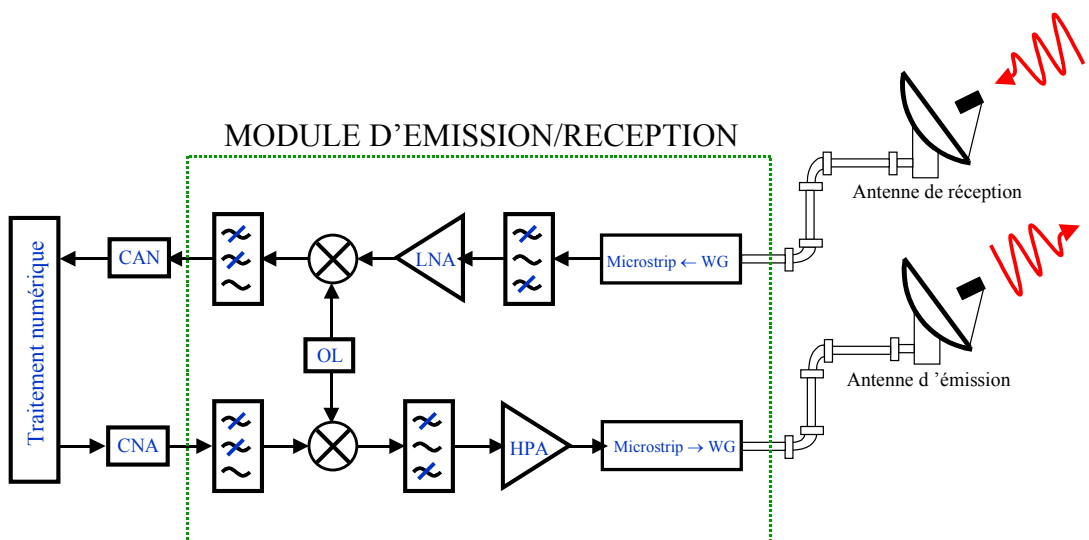 MODULE D’EMISSION/RECEPTION
Antenne de réception
Traitement numérique
CAN
LNA
Microstrip ← WG
OL
Antenne d ’émission
CNA
HPA
Microstrip → WG